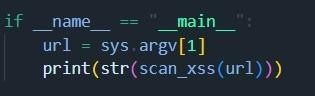 if __name__ == "__main__":
    url = sys.argv[1]
    print(str(scan_xss(url)))